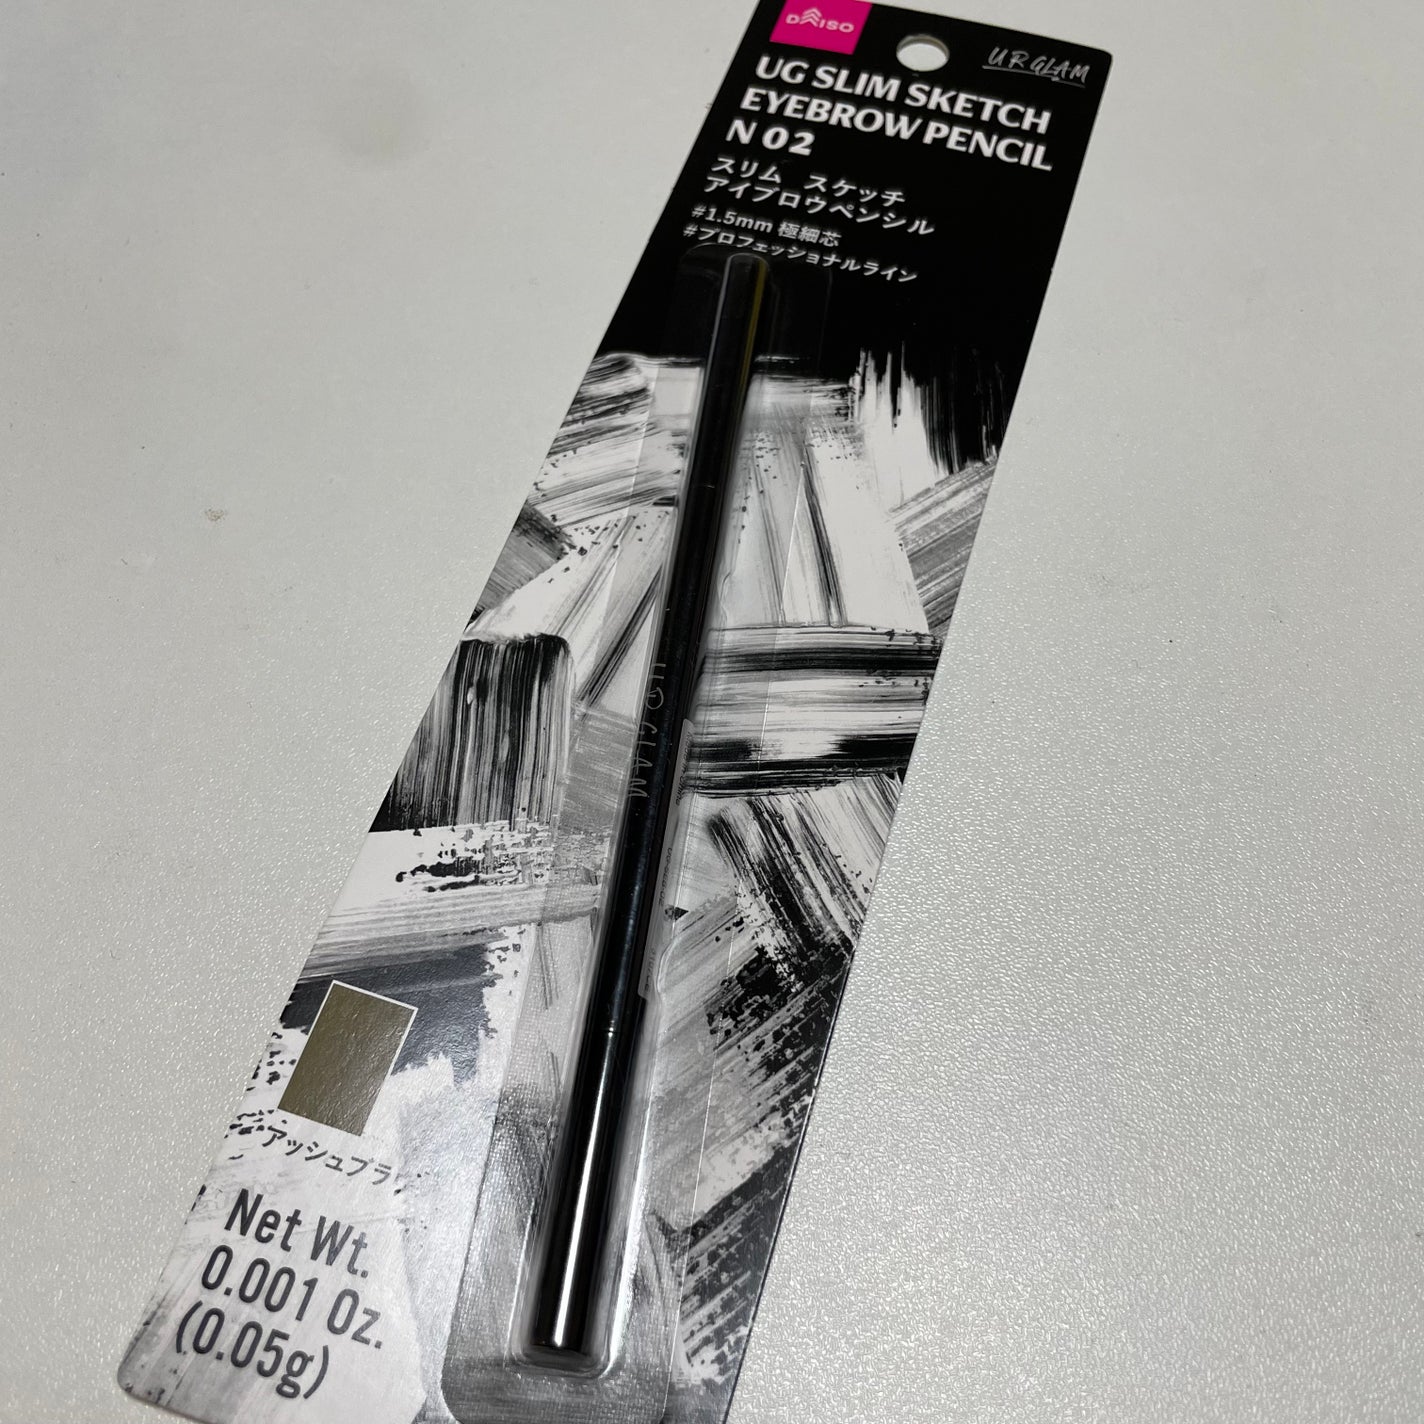 DAISO
UR GLAM
UG SLIM SKETCH
EYEBROW PENCIL
N 02
スリム スケッチ
アイブロウペンシル
#1.5mm 極細芯
#プロフェッショナルライン
UR GLAM
アッシュブラ
Net Wt.
0.001 Oz.
(0.05g)